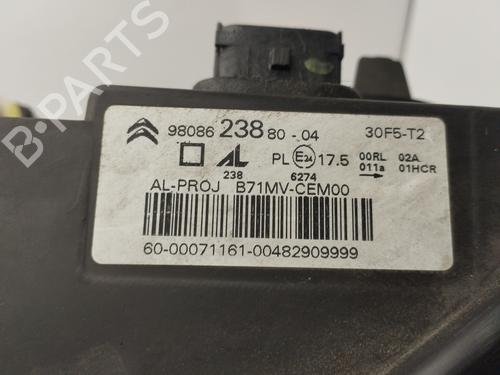 98086 238 80 - 04 30F5-T2
AL PL E24 17.5 00RL 02A
238 6274 011a 01HCR
AL-PROJ B71MV-CEM00
60-00071161-00482909999
B-PARTS